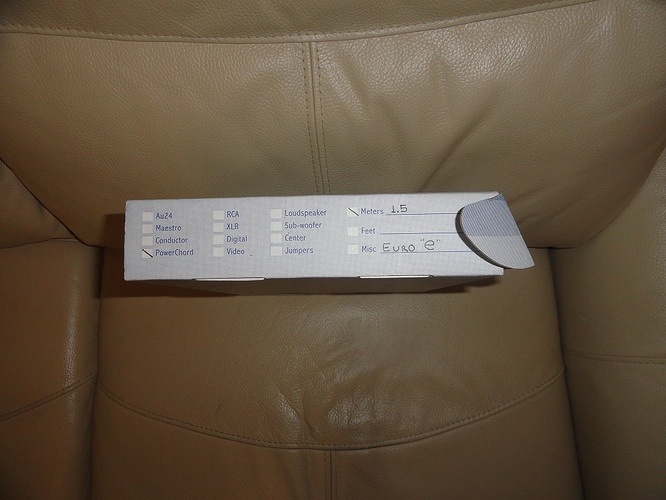 Au24
Maestro
Conductor
PowerChord
RCA
XLR
Digital
Video
Loudspeaker
Sub-woofer
Center
Jumpers
Meters 1.5
Feet
Misc EURO "e"